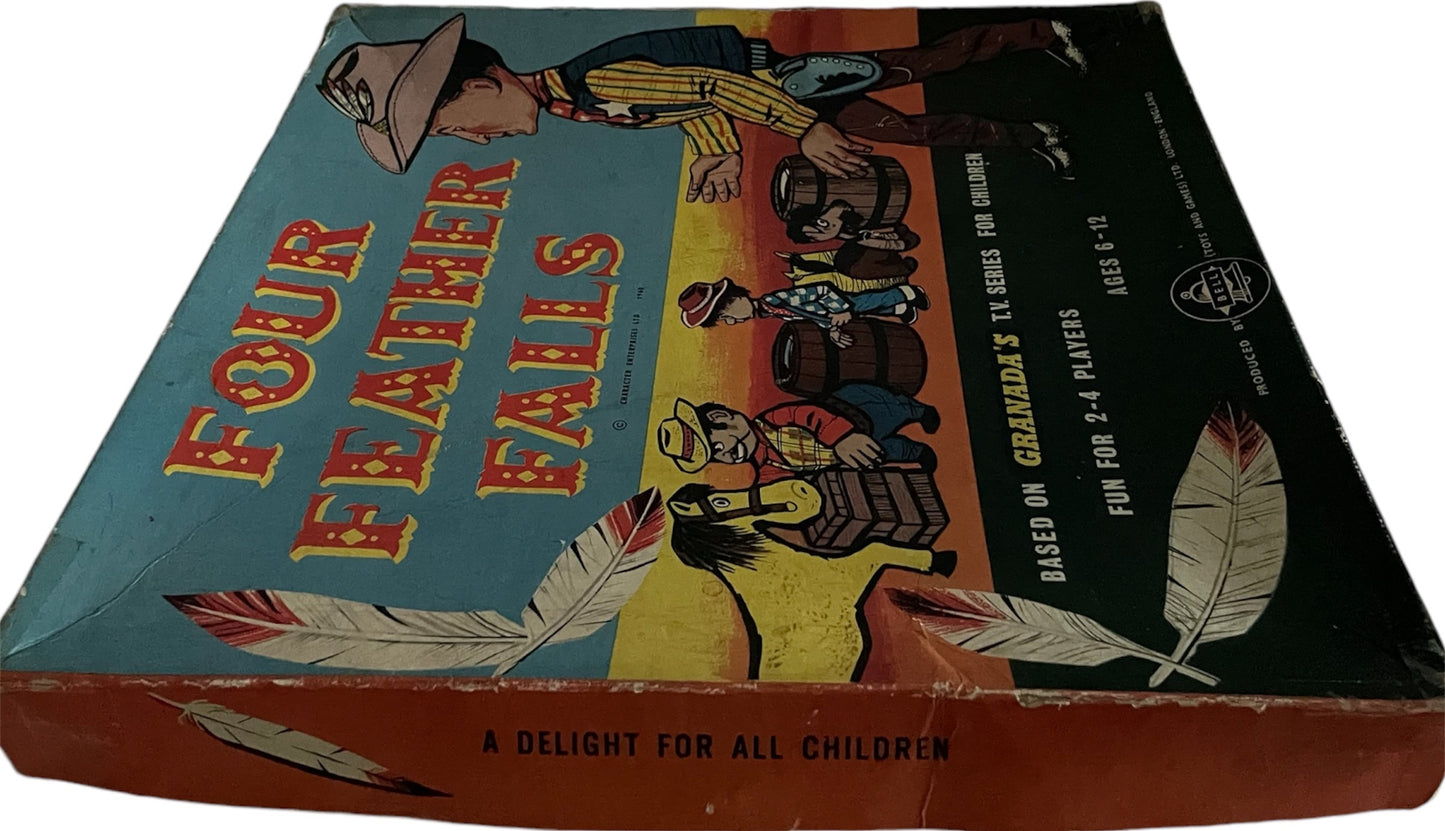 FOUR
FEATHER
FALLS
© CHARACTER ENTERPRISES LTD. 1960
BASED ON GRANADA'S T.V. SERIES FOR CHILDREN
FUN FOR 2-4 PLAYERS
AGES 6-12
PRODUCED BY BELL (TOYS AND GAMES) LTD. LONDON ENGLAND
A DELIGHT FOR ALL CHILDREN